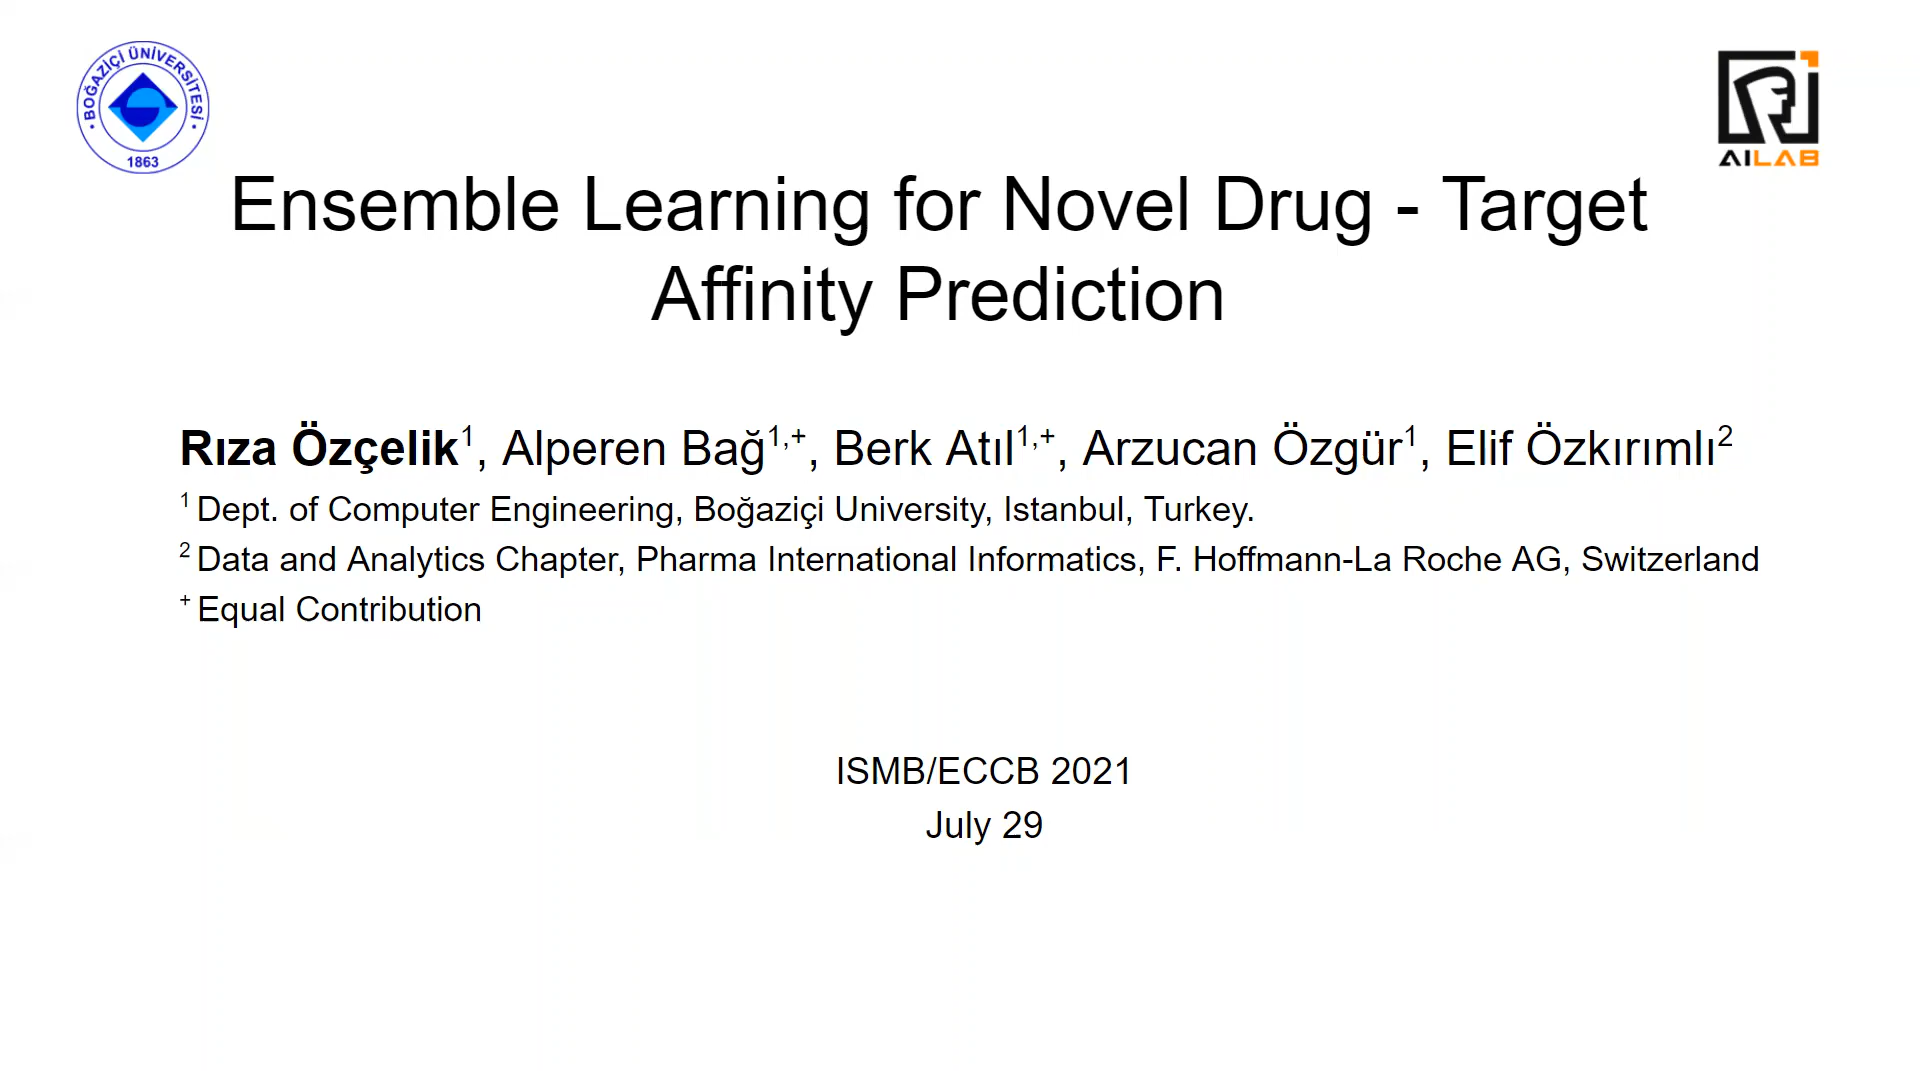 BOĞAZİÇİ ÜNİVERSİTESİ
1863
AILAB
Ensemble Learning for Novel Drug - Target
Affinity Prediction
Rıza Özçelik1, Alperen Bağ1,+, Berk Atıl1,+, Arzucan Özgür1, Elif Özkırımlı2
1 Dept. of Computer Engineering, Boğaziçi University, Istanbul, Turkey.
2 Data and Analytics Chapter, Pharma International Informatics, F. Hoffmann-La Roche AG, Switzerland
+ Equal Contribution
ISMB/ECCB 2021
July 29